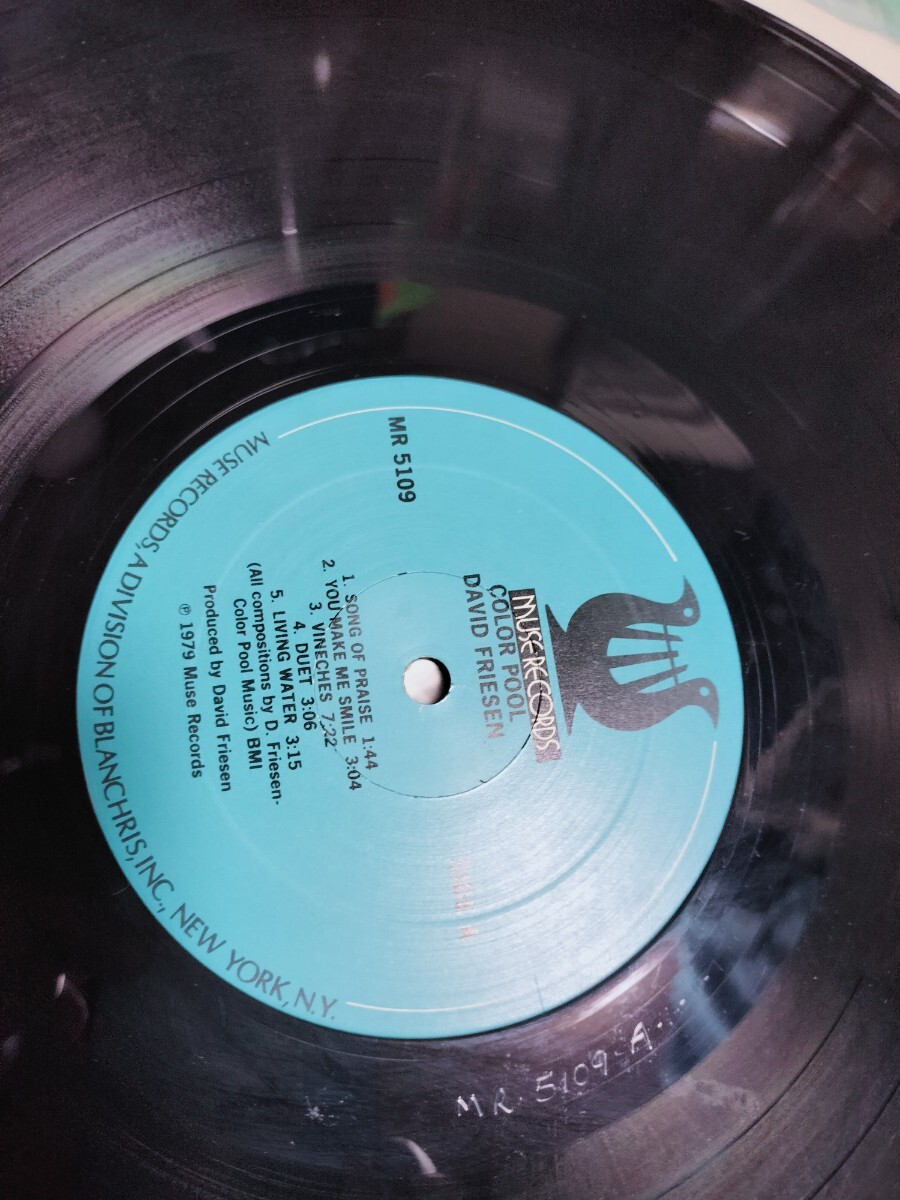 MUSE RECORDS
COLOR POOL
DAVID FRIESEN
MR 5109
1. SONG OF PRAISE 1:44
2. YOU MAKE ME SMILE 3:04
3. VINECHES 7:22
4. DUET 3:06
5. LIVING WATER 3:15
(All compositions by D. Friesen-
Color Pool Music) BMI
Produced by David Friesen
℗ 1979 Muse Records
MUSE RECORDS, A DIVISION OF BLANCHRIS, INC., NEW YORK, N.Y.
MR 5109-A